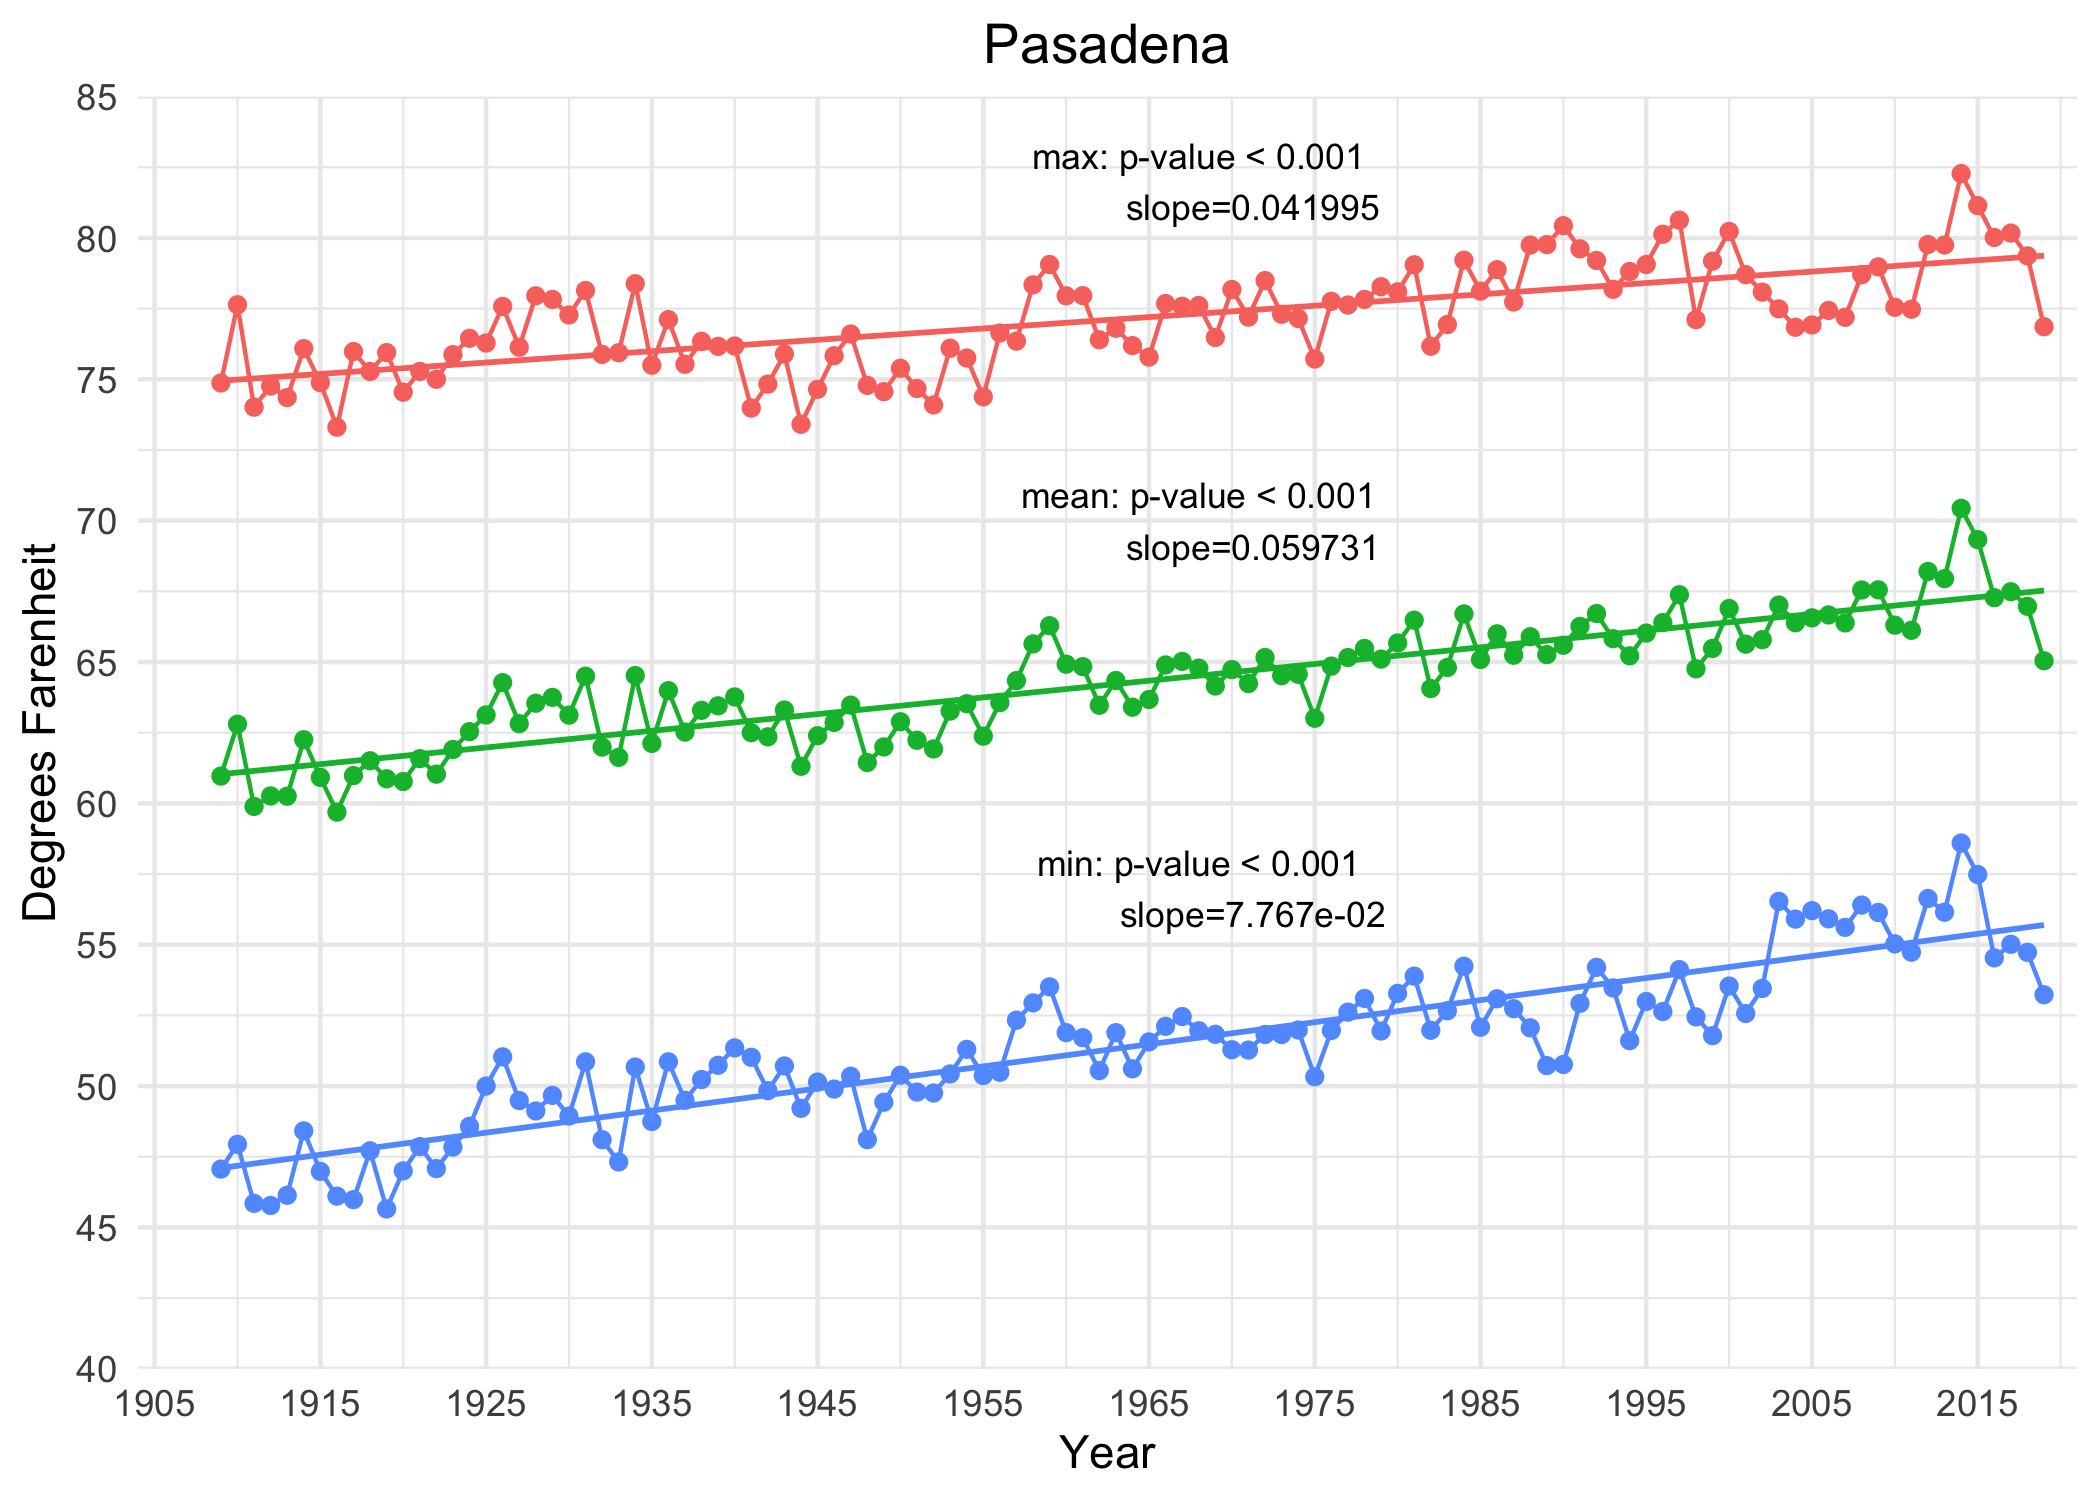 Pasadena
85
max: p-value < 0.001
slope=0.041995
80
75
mean: p-value < 0.001
70
slope=0.059731
65
60
min: p-value < 0.001
slope=7.767e-02
55
50
45
40
Degrees Farenheit
1905 1915 1925 1935 1945 1955 1965 1975 1985 1995 2005 2015
Year